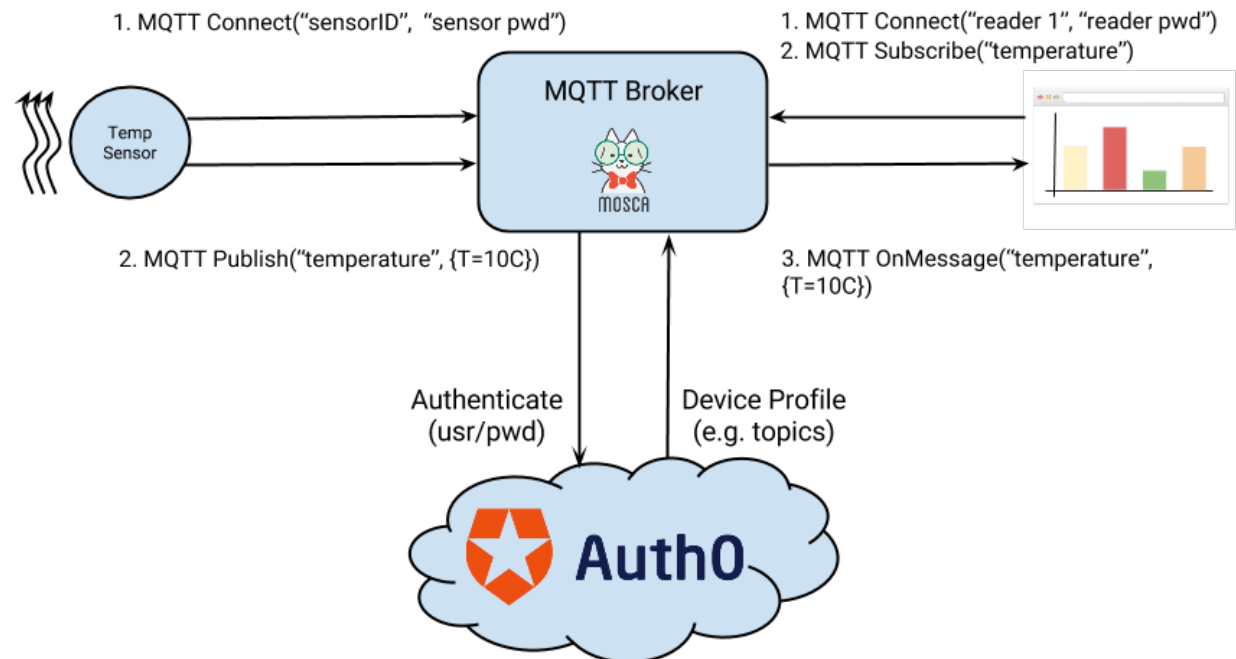 1. MQTT Connect(“sensorID”, “sensor pwd”)
1. MQTT Connect(“reader 1”, “reader pwd”)
2. MQTT Subscribe(“temperature”)
MQTT Broker
Temp
Sensor
MOSCA
2. MQTT Publish(“temperature”, {T=10C})
3. MQTT OnMessage(“temperature”,
{T=10C})
Authenticate
(usr/pwd)
Device Profile
(e.g. topics)
Auth0